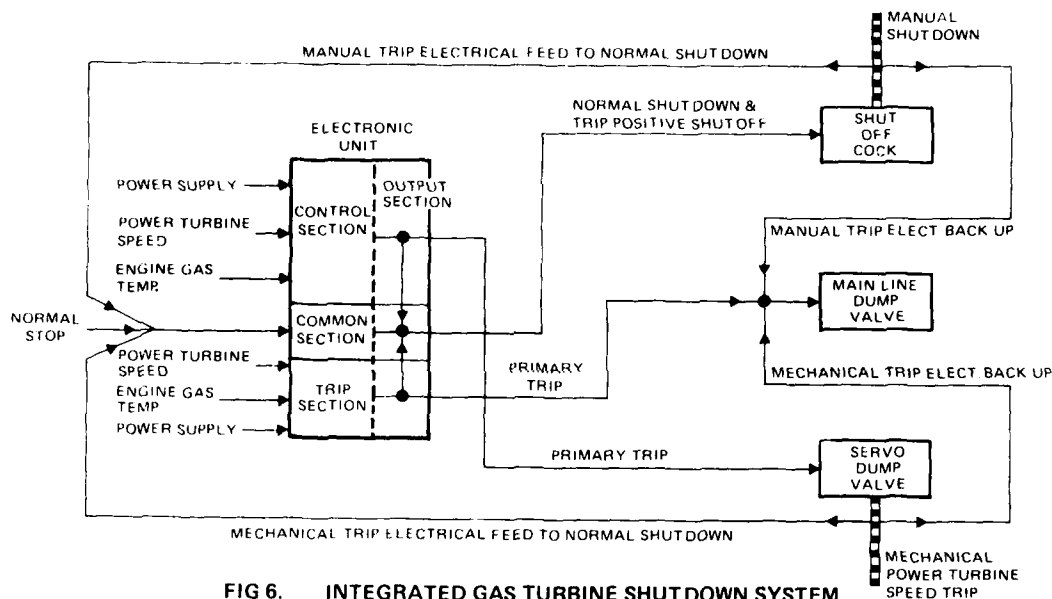 MANUAL
SHUTDOWN
MANUAL TRIP ELECTRICAL FEED TO NORMAL SHUTDOWN
NORMAL SHUTDOWN &
TRIP POSITIVE SHUTOFF
SHUT
OFF
COCK
ELECTRONIC
UNIT
POWER SUPPLY
OUTPUT
SECTION
CONTROL
SECTION
POWER TURBINE
SPEED
MANUAL TRIP ELECT BACK UP
ENGINE GAS
TEMP.
MAIN LINE
DUMP
VALVE
NORMAL
STOP
COMMON
SECTION
POWER TURBINE
SPEED
PRIMARY
TRIP
MECHANICAL TRIP ELECT. BACK UP
ENGINE GAS
TEMP
TRIP
SECTION
POWER SUPPLY
PRIMARY TRIP
SERVO
DUMP
VALVE
MECHANICAL TRIP ELECTRICAL FEED TO NORMAL SHUTDOWN
MECHANICAL
POWER TURBINE
SPEED TRIP
FIG 6. INTEGRATED GAS TURBINE SHUTDOWN SYSTEM